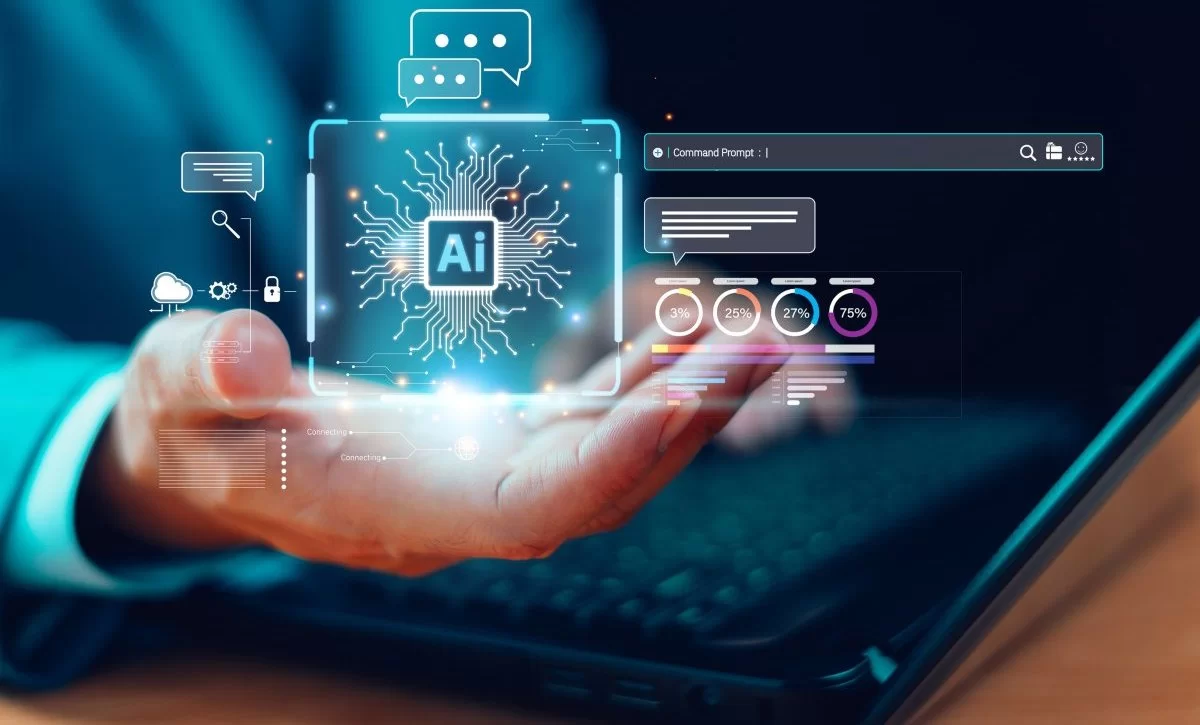 Ai
Command Prompt : |
3%
25%
27%
75%
Connecting
Connecting